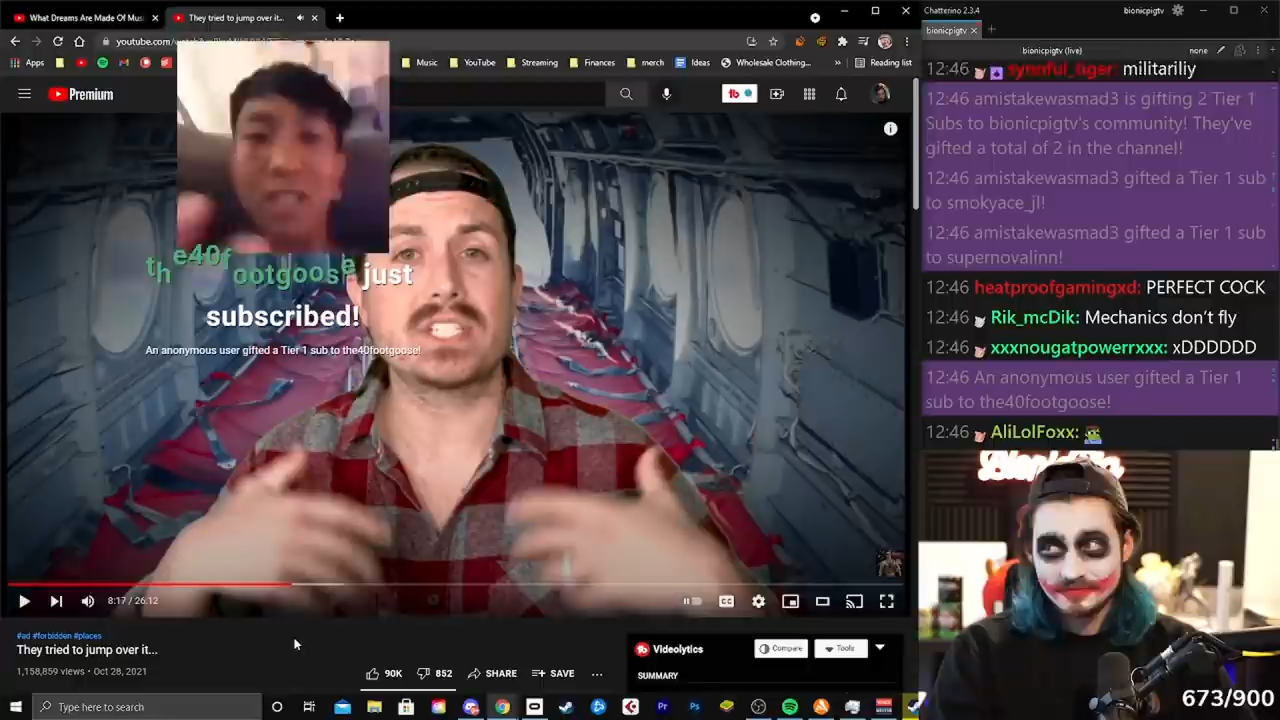 What Dreams Are Made Of Mus
They tried to jump over it...
Apps
Music
YouTube
Streaming
Finances
merch
Ideas
Wholesale Clothing...
Reading list
Premium
the40footgoose just
subscribed!
An anonymous user gifted a Tier 1 sub to the40footgoose!
8:17 / 26:12
#ad #forbidden #places
They tried to jump over it...
1,158,859 views • Oct 28, 2021
90K
852
SHARE
SAVE
Videolytics
Compare
Tools
SUMMARY
Type here to search
Chatterino 2.3.4
bionicpigtv
bionicpigtv
bionicpigtv (live)
none
12:46 synnful_tiger: militariliy
12:46 amistakewasmad3 is gifting 2 Tier 1
Subs to bionicpigtv's community! They've
gifted a total of 2 in the channel!
12:46 amistakewasmad3 gifted a Tier 1 sub
to smokyace_jl!
12:46 amistakewasmad3 gifted a Tier 1 sub
to supernovalinn!
12:46 heatproofgamingxd: PERFECT COCK
12:46 Rik_mcDik: Mechanics don't fly
12:46 xxxnougatpowerrxxx: xDDDDDD
12:46 An anonymous user gifted a Tier 1
sub to the40footgoose!
12:46 AliLolFoxx:
673/900